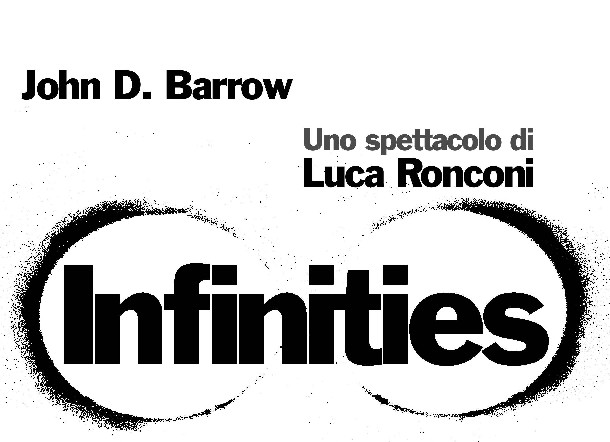 John D. Barrow
Uno spettacolo di
Luca Ronconi
Infinities